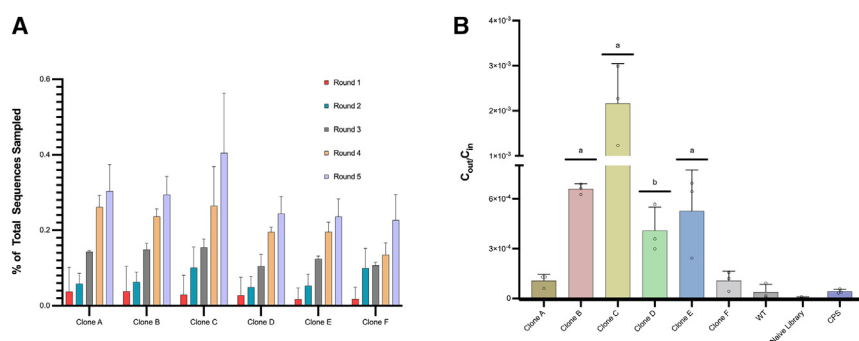 A
% of Total Sequences Sampled
0.6
0.4
0.2
0.0
Round 1
Round 2
Round 3
Round 4
Round 5
Clone A Clone B Clone C Clone D Clone E Clone F
B
Cout/Cin
4×10⁻³
3×10⁻³
2×10⁻³
1×10⁻³
6×10⁻⁴
3×10⁻⁴
0
a
a
b
a
Clone A Clone B Clone C Clone D Clone E Clone F WT Naive Library CPS